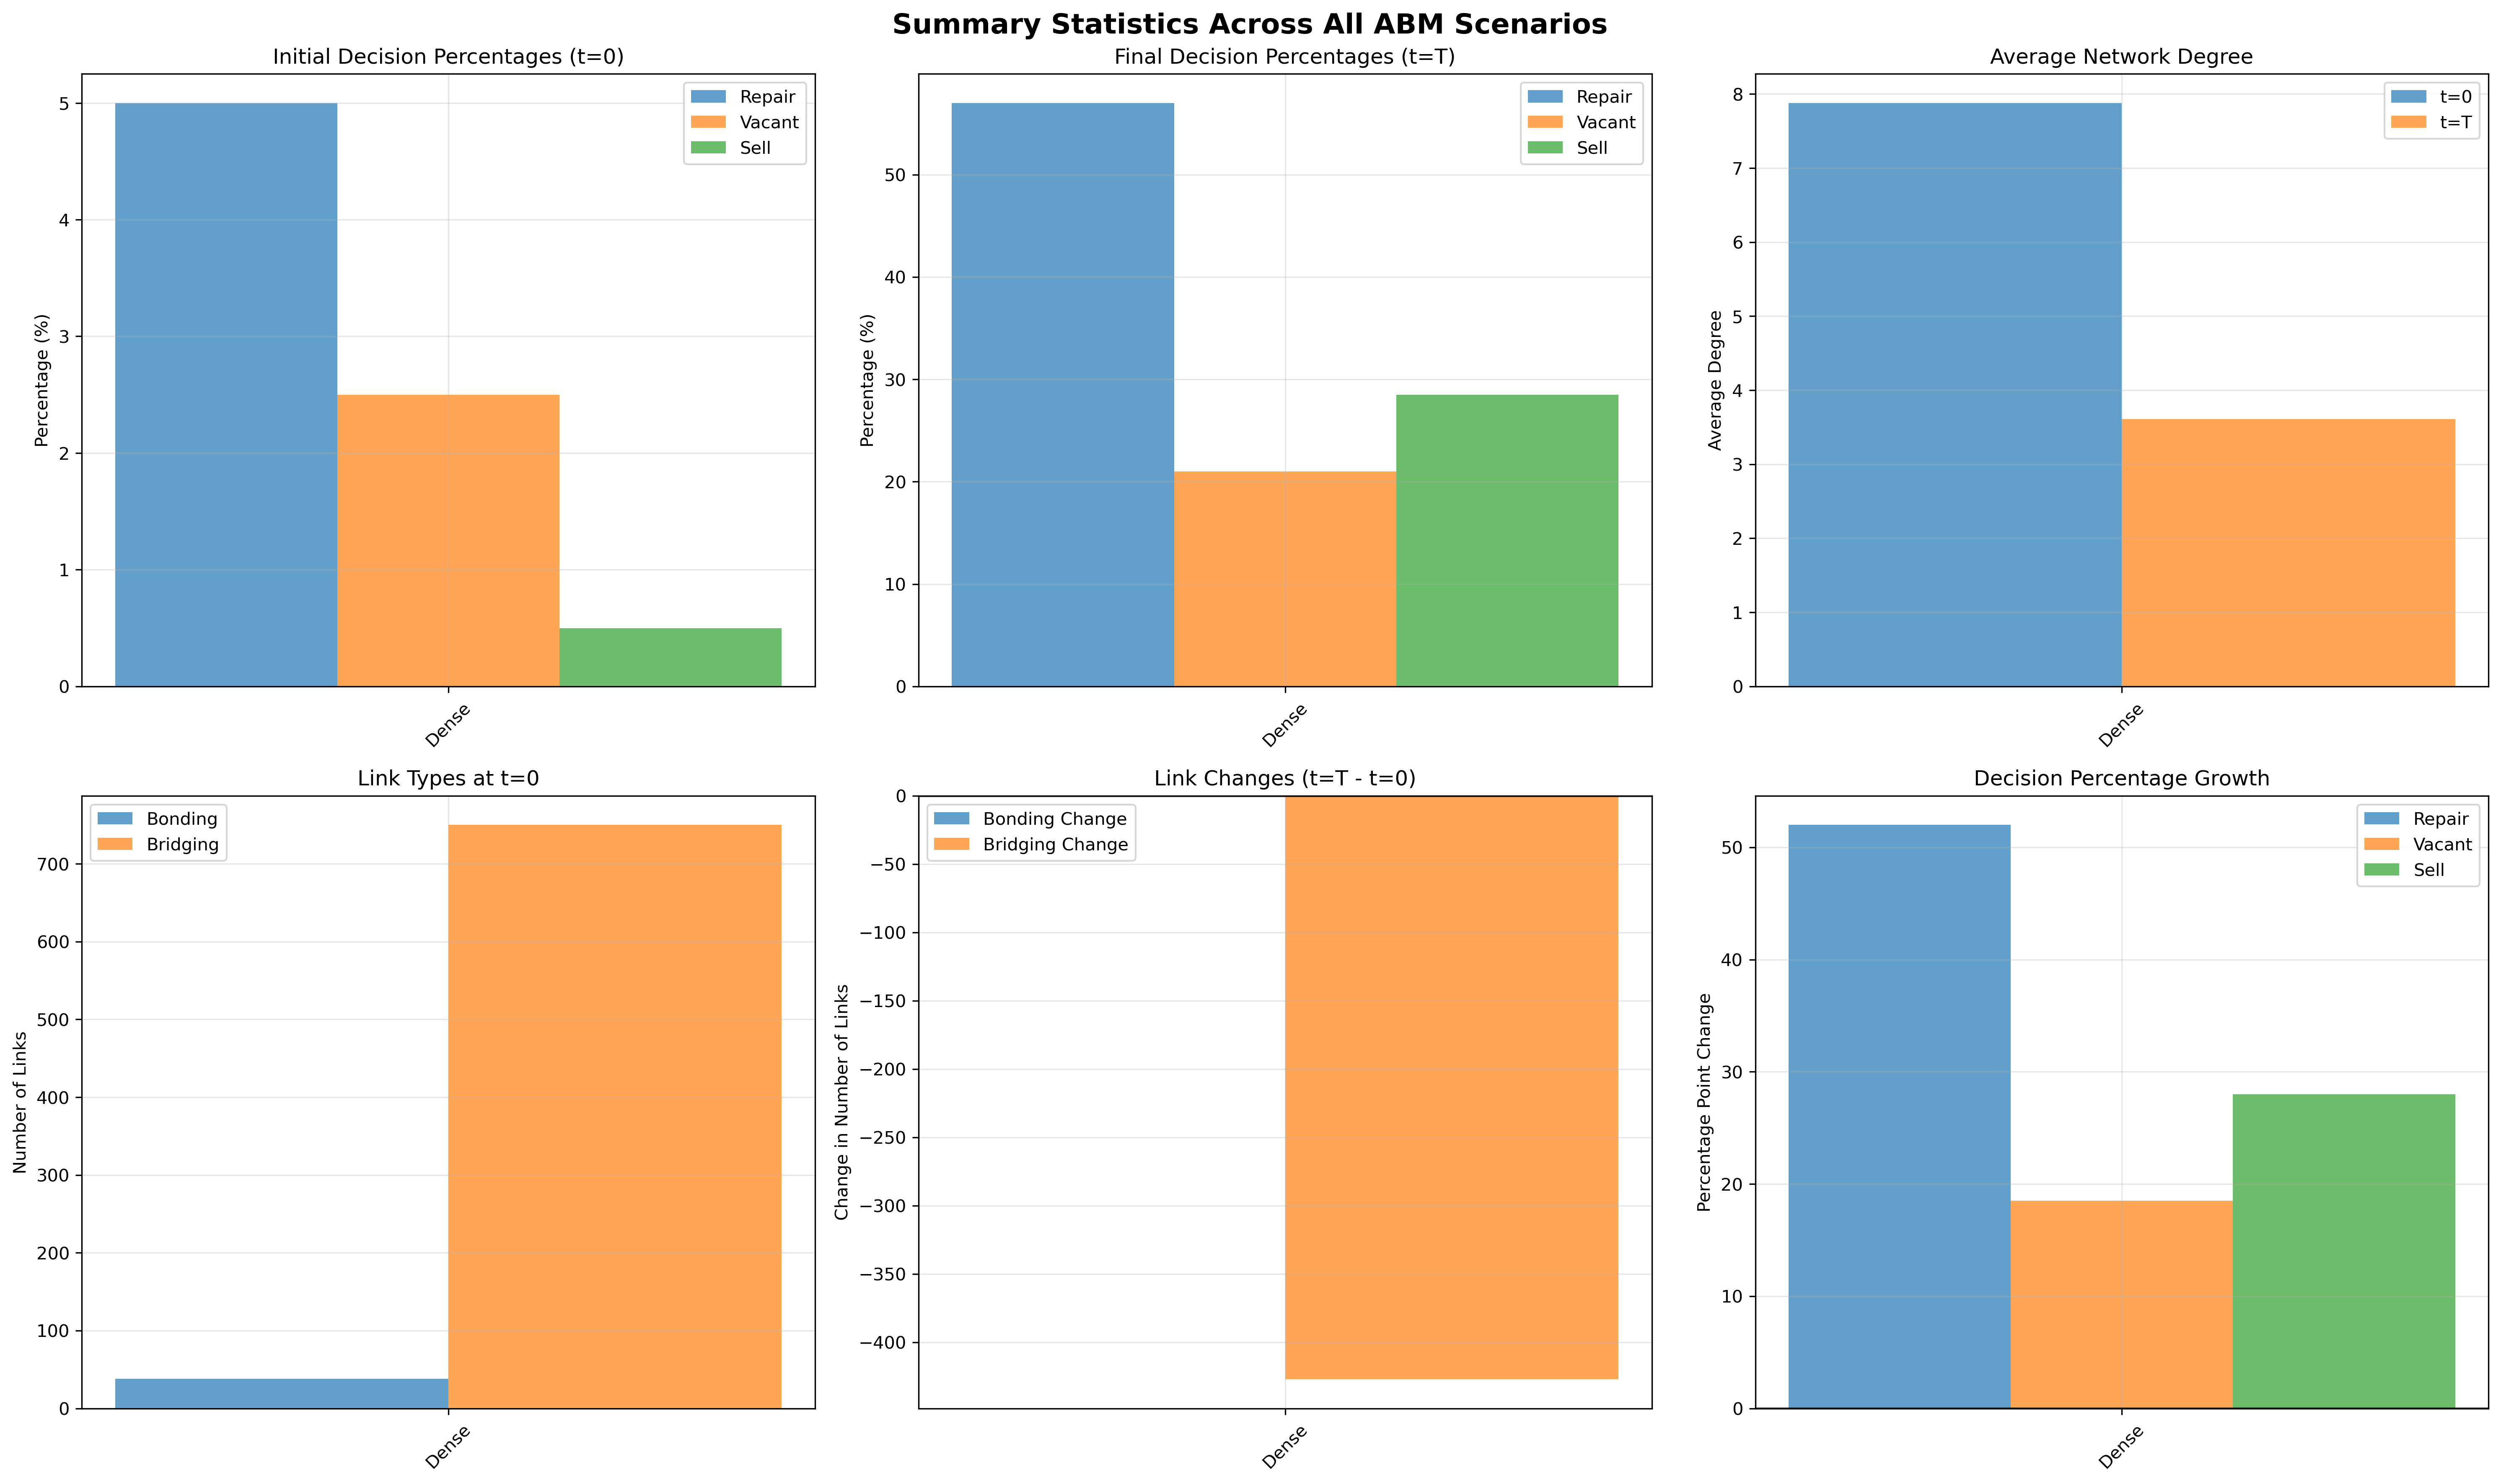 Summary Statistics Across All ABM Scenarios
Initial Decision Percentages (t=0)
Percentage (%)
5
4
3
2
1
0
Repair
Vacant
Sell
Dense
Final Decision Percentages (t=T)
Percentage (%)
50
40
30
20
10
0
Repair
Vacant
Sell
Dense
Average Network Degree
Average Degree
8
7
6
5
4
3
2
1
0
t=0
t=T
Dense
Link Types at t=0
Number of Links
700
600
500
400
300
200
100
0
Bonding
Bridging
Dense
Link Changes (t=T - t=0)
Change in Number of Links
0
−50
−100
−150
−200
−250
−300
−350
−400
Bonding Change
Bridging Change
Dense
Decision Percentage Growth
Percentage Point Change
50
40
30
20
10
0
Repair
Vacant
Sell
Dense